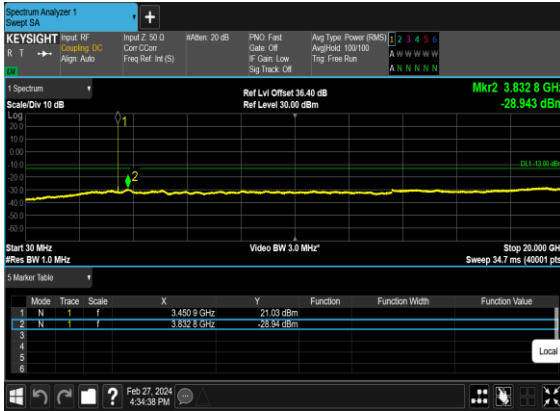 Spectrum Analyzer 1
Swept SA
+
KEYSIGHT
R T
Input: RF
Coupling: DC
Align: Auto
Input Z: 50 Ω
Corr CCorr
Freq Ref: Int (S)
#Atten: 20 dB
PNO: Fast
Gate: Off
IF Gain: Low
Sig Track: Off
Avg Type: Power (RMS)
Avg|Hold: 100/100
Trig: Free Run
1 2 3 4 5 6
A W W W W W
A N N N N N
1 Spectrum
Scale/Div 10 dB
Ref Lvl Offset 36.40 dB
Ref Level 30.00 dBm
Mkr2 3.832 8 GHz
-28.943 dBm
Log
20.0
10.0
0.00
-10.0
-20.0
-30.0
-40.0
-50.0
-60.0
1
2
DL1 -13.00 dBm
Start 30 MHz
#Res BW 1.0 MHz
Video BW 3.0 MHz*
Stop 20.000 GHz
Sweep 34.7 ms (40001 pts)
5 Marker Table
Mode Trace Scale X Y Function Function Width Function Value
1 N 1 f 3.450 9 GHz 21.03 dBm
2 N 1 f 3.832 8 GHz -28.94 dBm
3
4
5
6
Local
?
Feb 27, 2024
4:34:38 PM